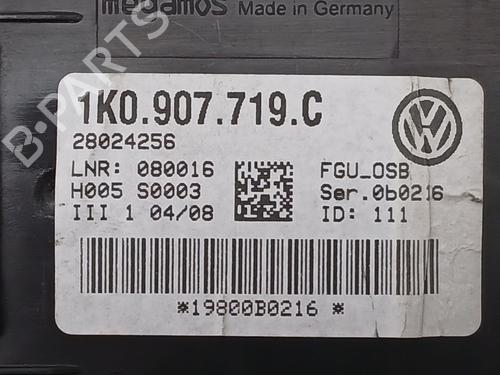 megamos Made in Germany
1K0.907.719.C
28024256
LNR: 080016 FGU_OSB
H005 S0003 Ser.0b0216
III 1 04/08 ID: 111
*19800B0216 *
B-PARTS